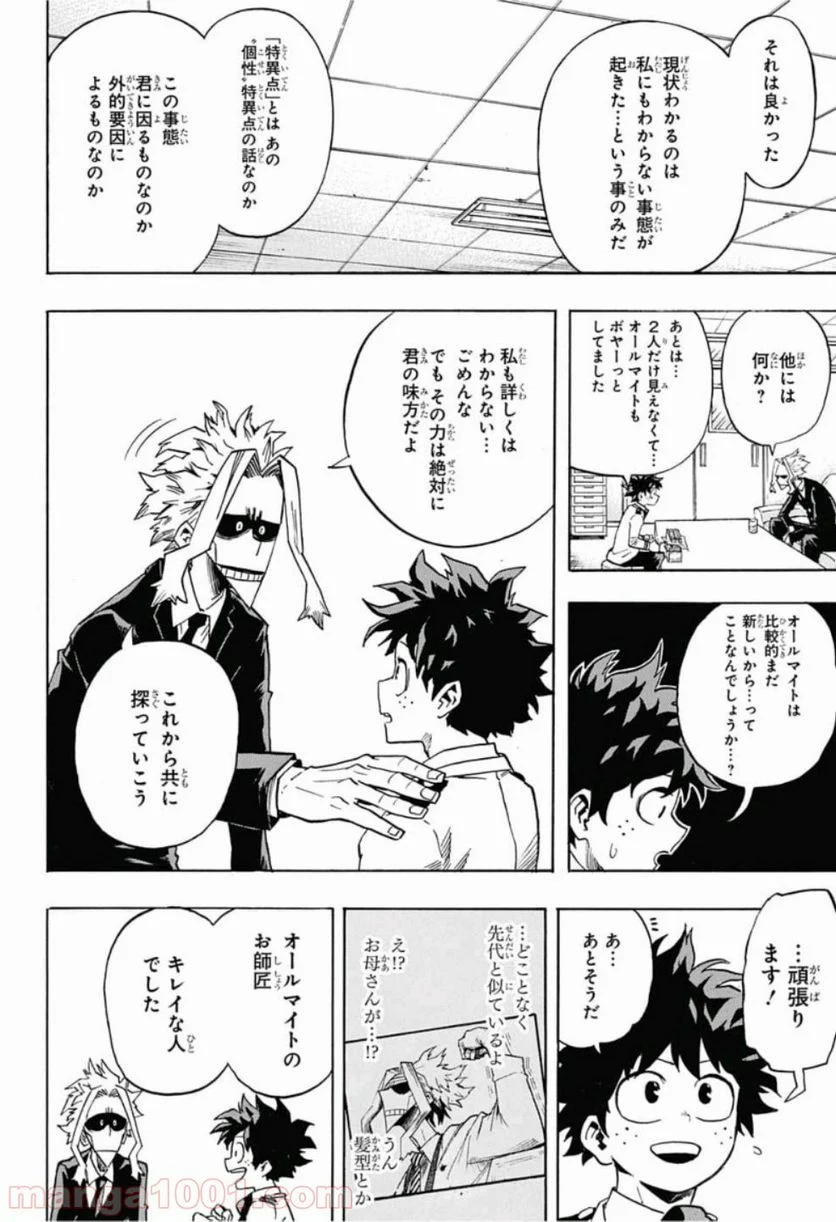 それは良かった
現状わかるのは
私にもわからない事態が
起きた…という事のみだ
「特異点」とは あの
“個性”特異点の話なのか
この事態
君に因るものなのか
外的要因に
よるものなのか
他には
何か?
あとは…
2人だけ見えなくて…
オールマイトも
ボヤーっと
してました
オールマイトは
比較的まだ
新しいから…って
ことなんでしょうか…?
私も詳しくは
わからない…
ごめんな
でも その力は絶対に
君の味方だよ
これから共に
探っていこう
…頑張り
ます!
あ…
あとそうだ
…どことなく
先代と似ているよ
え!?
お母さんが…!?
うん
髪型とか
オールマイトの
お師匠
キレイな人
でした
manga1001.com